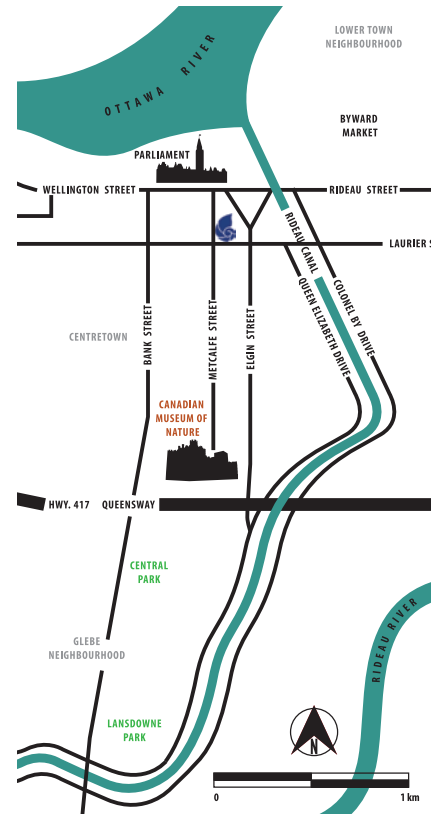 LOWER TOWN
NEIGHBOURHOOD
OTTAWA RIVER
BYWARD
MARKET
PARLIAMENT
WELLINGTON STREET
RIDEAU STREET
RIDEAU CANAL
LAURIER S
BANK STREET
METCALFE STREET
ELGIN STREET
QUEEN ELIZABETH DRIVE
COLONEL BY DRIVE
CENTRETOWN
CANADIAN
MUSEUM OF
NATURE
HWY. 417 QUEENSWAY
CENTRAL
PARK
GLEBE
NEIGHBOURHOOD
RIDEAU RIVER
LANSDOWNE
PARK
N
0 1 km